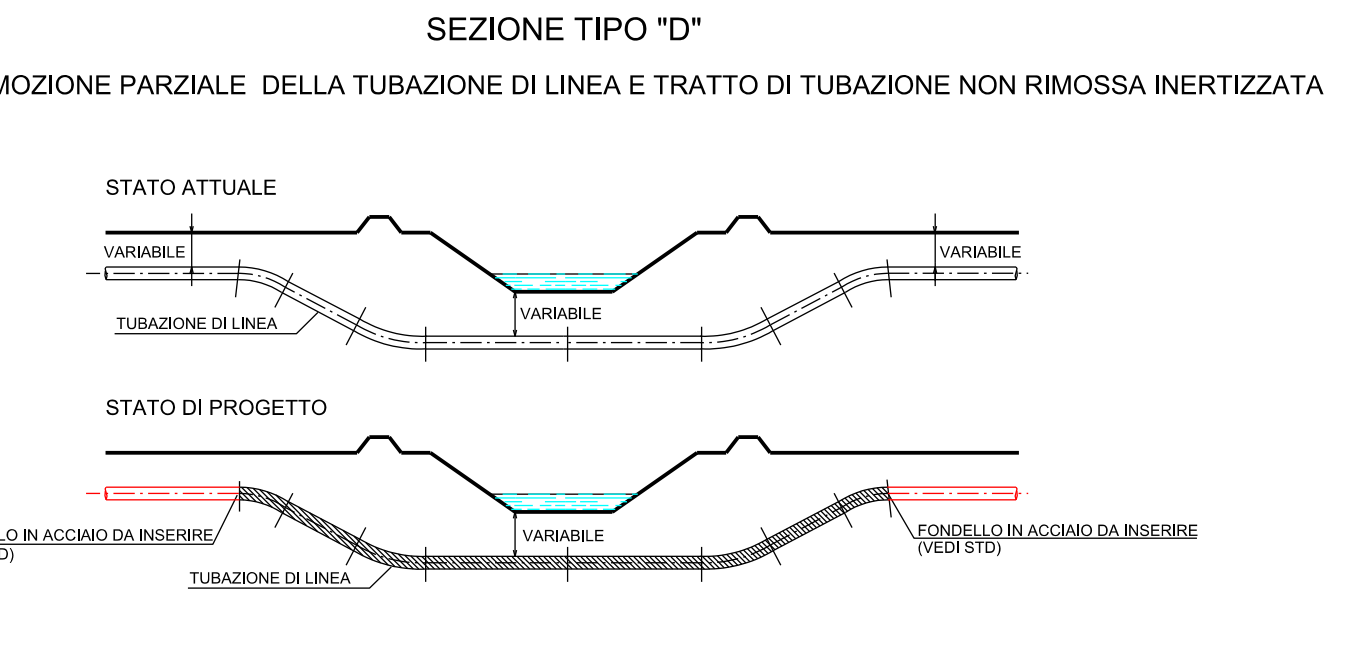 SEZIONE TIPO "D"
MOZIONE PARZIALE DELLA TUBAZIONE DI LINEA E TRATTO DI TUBAZIONE NON RIMOSSA INERTIZZATA
STATO ATTUALE
VARIABILE
VARIABILE
VARIABILE
TUBAZIONE DI LINEA
STATO DI PROGETTO
LO IN ACCIAIO DA INSERIRE
D)
VARIABILE
FONDELLO IN ACCIAIO DA INSERIRE
(VEDI STD)
TUBAZIONE DI LINEA